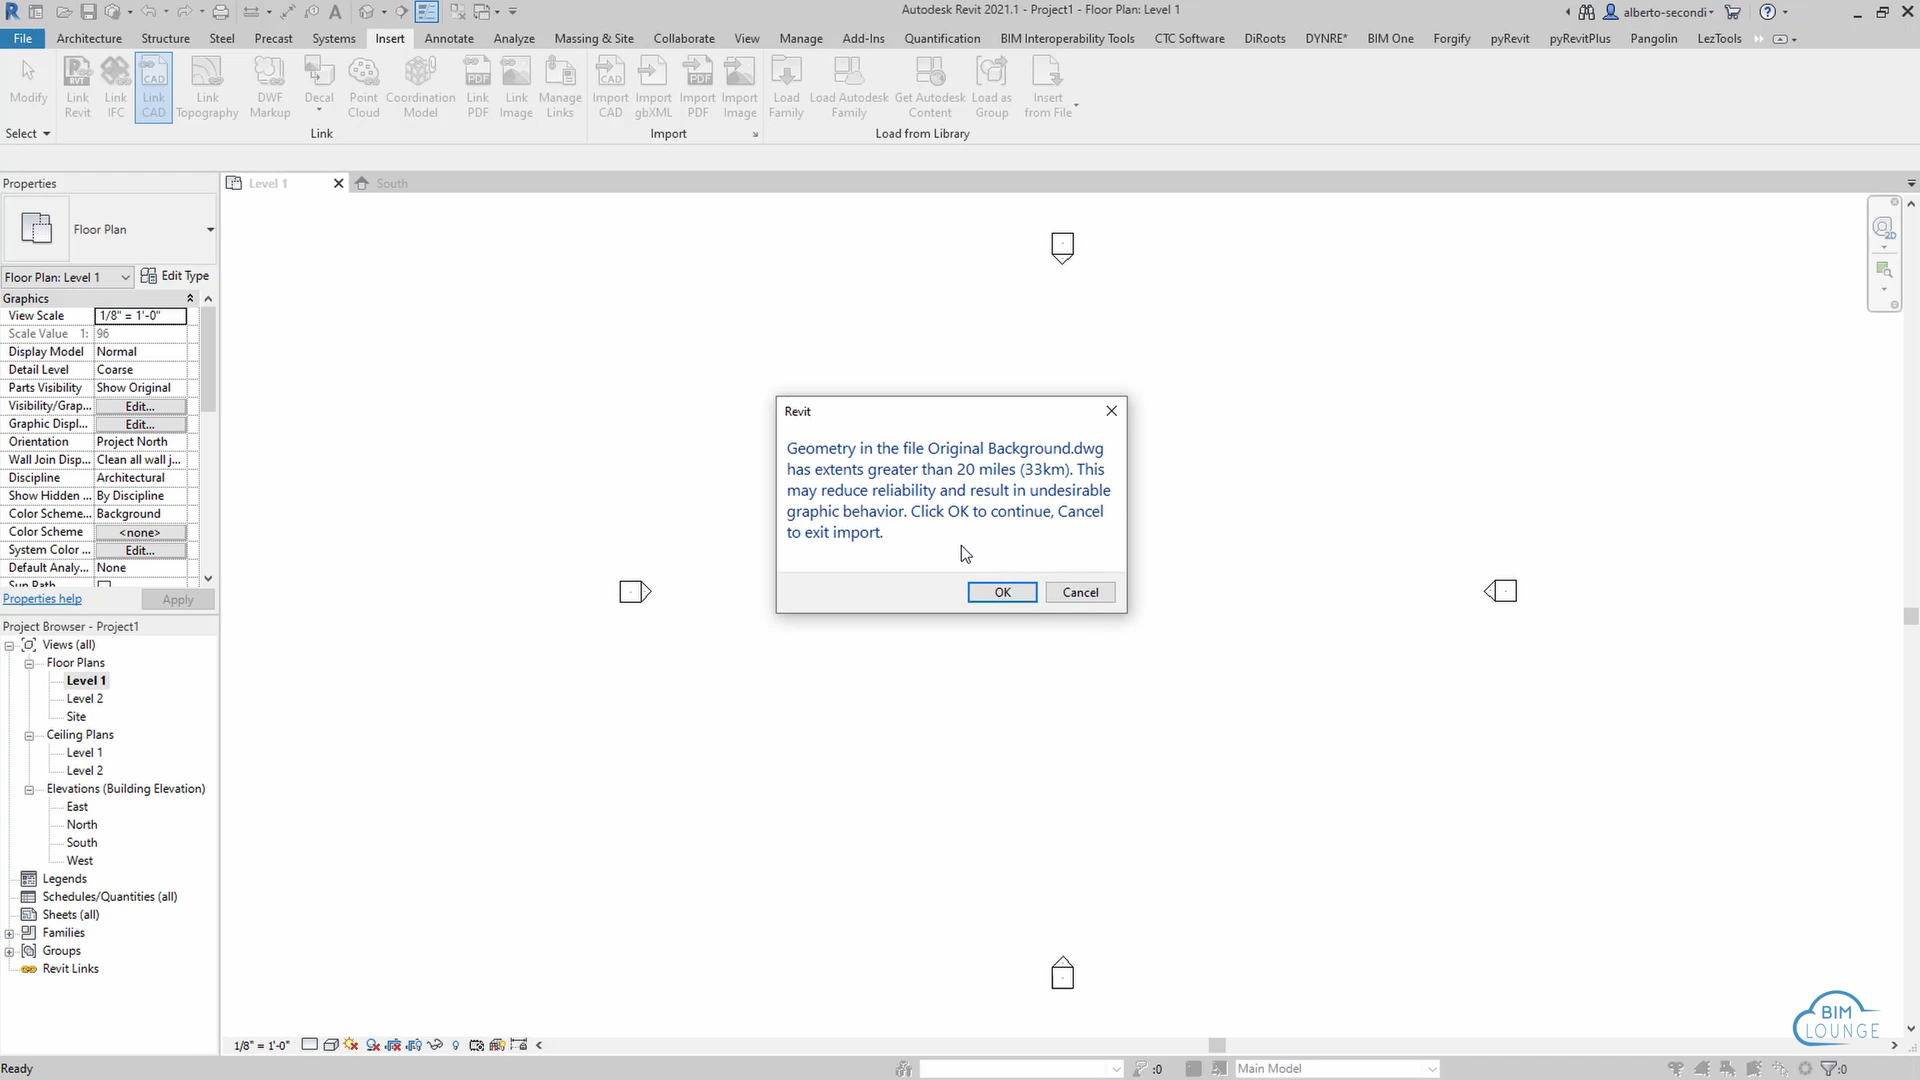 Autodesk Revit 2021.1 - Project1 - Floor Plan: Level 1
alberto-secondi
File Architecture Structure Steel Precast Systems Insert Annotate Analyze Massing & Site Collaborate View Manage Add-Ins Quantification BIM Interoperability Tools CTC Software DiRoots DYNRE* BIM One Forgify pyRevit pyRevitPlus Pangolin LezTools
Modify
Link Revit
Link IFC
Link CAD
Link Topography
DWF Markup
Decal
Point Cloud
Coordination Model
Link PDF
Link Image
Manage Links
Import CAD
Import gbXML
Import PDF
Import Image
Load Family
Load Autodesk Family
Get Autodesk Content
Load as Group
Insert from File
Select
Link
Import
Load from Library
Properties
Level 1
South
Floor Plan
Floor Plan: Level 1 Edit Type
Graphics
View Scale 1/8" = 1'-0"
Scale Value 1: 96
Display Model Normal
Detail Level Coarse
Parts Visibility Show Original
Visibility/Grap... Edit...
Graphic Displ... Edit...
Orientation Project North
Wall Join Disp... Clean all wall j...
Discipline Architectural
Show Hidden ... By Discipline
Color Scheme... Background
Color Scheme <none>
System Color ... Edit...
Default Analy... None
Sun Path
Properties help Apply
Project Browser - Project1
Views (all)
Floor Plans
Level 1
Level 2
Site
Ceiling Plans
Level 1
Level 2
Elevations (Building Elevation)
East
North
South
West
Legends
Schedules/Quantities (all)
Sheets (all)
Families
Groups
Revit Links
Revit
Geometry in the file Original Background.dwg
has extents greater than 20 miles (33km). This
may reduce reliability and result in undesirable
graphic behavior. Click OK to continue, Cancel
to exit import.
OK Cancel
2D
BIM
LOUNGE
1/8" = 1'-0"
Ready
:0
Main Model
:0